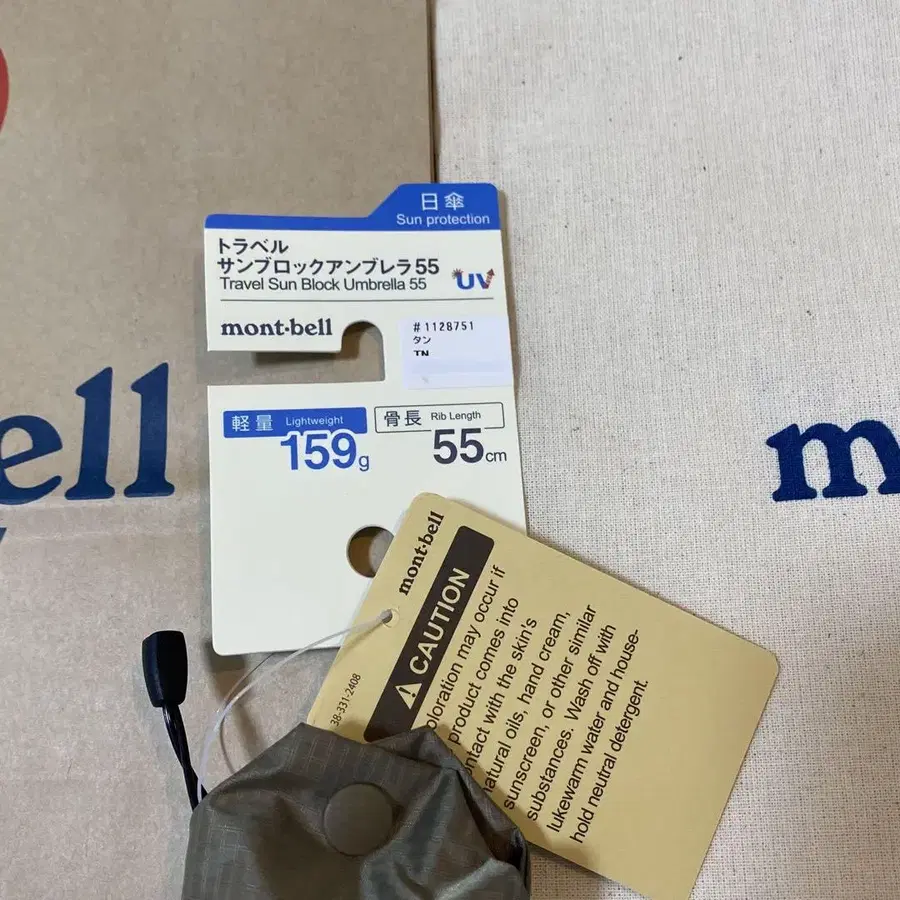 日傘
Sun protection
トラベル
サンブロックアンブレラ55
Travel Sun Block Umbrella 55
UV
mont·bell
#1128751
タン
TN
軽量 Lightweight
159g
骨長 Rib Length
55cm
mont·bell
CAUTION
may occur if
product comes into
with the skin's
natural oils, hand cream,
sunscreen, or other similar
substances. Wash off with
lukewarm water and house-
hold neutral detergent.
38-331-2408
ell
m